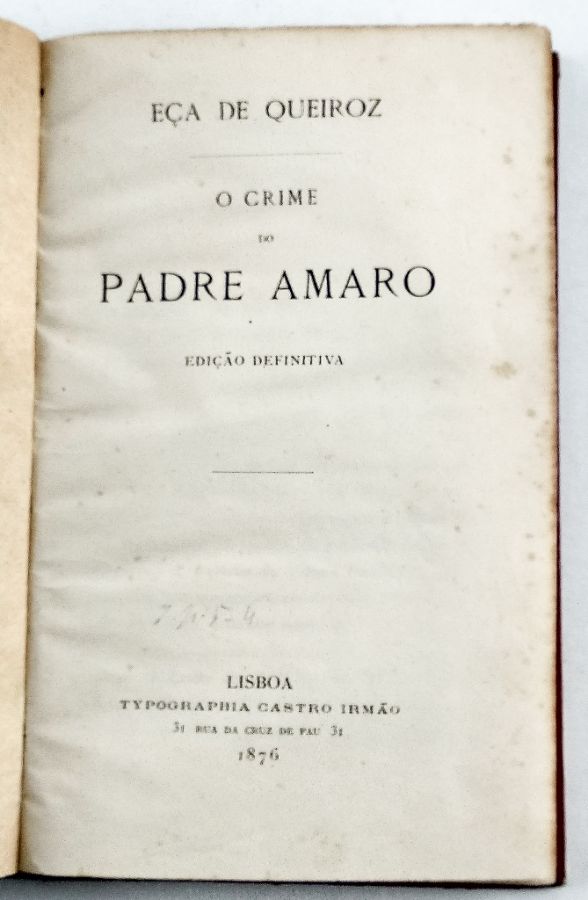 EÇA DE QUEIROZ
O CRIME
DO
PADRE AMARO
EDIÇÃO DEFINITIVA
LISBOA
TYPOGRAPHIA CASTRO IRMÃO
31 RUA DA CRUZ DE PAU 31
1876